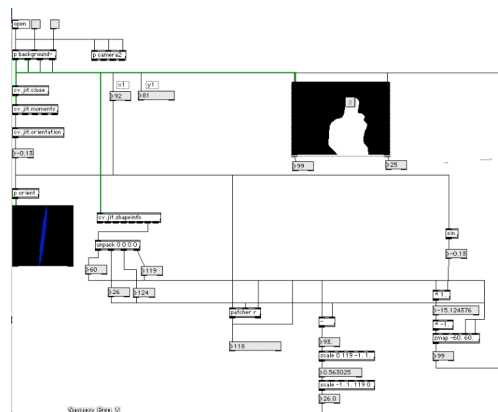 open
p background-
p camera2
x1
y1
cv.jit.close
92
81
cv.jit.moments
cv.jit.orientation
-0.13
99
25
p orient
cv.jit.shapeinfo
unpack 0 0 0 0
sin
60
119
-0.13
26
124
* 1.
patcher r
-
-15.124376
* -1
118
93.
zmap -60. 60.
scale 0 119 -1. 1.
99
0.563025
scale -1. 1. 119 0
26.0